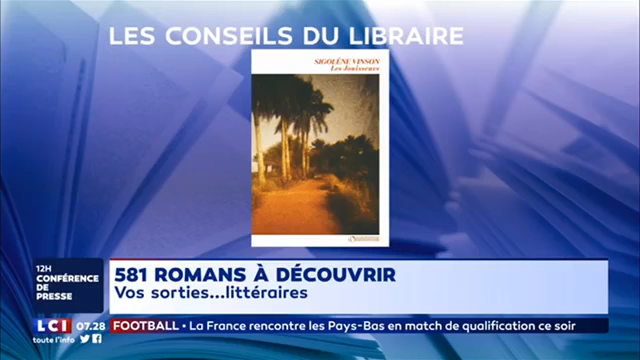 LES CONSEILS DU LIBRAIRE
SIGOLÈNE VINSON
Les Jouisseurs
12H
CONFÉRENCE
DE
PRESSE
581 ROMANS À DÉCOUVRIR
Vos sorties...littéraires
LCI 07.28 FOOTBALL • La France rencontre les Pays-Bas en match de qualification ce soir
toute l'info